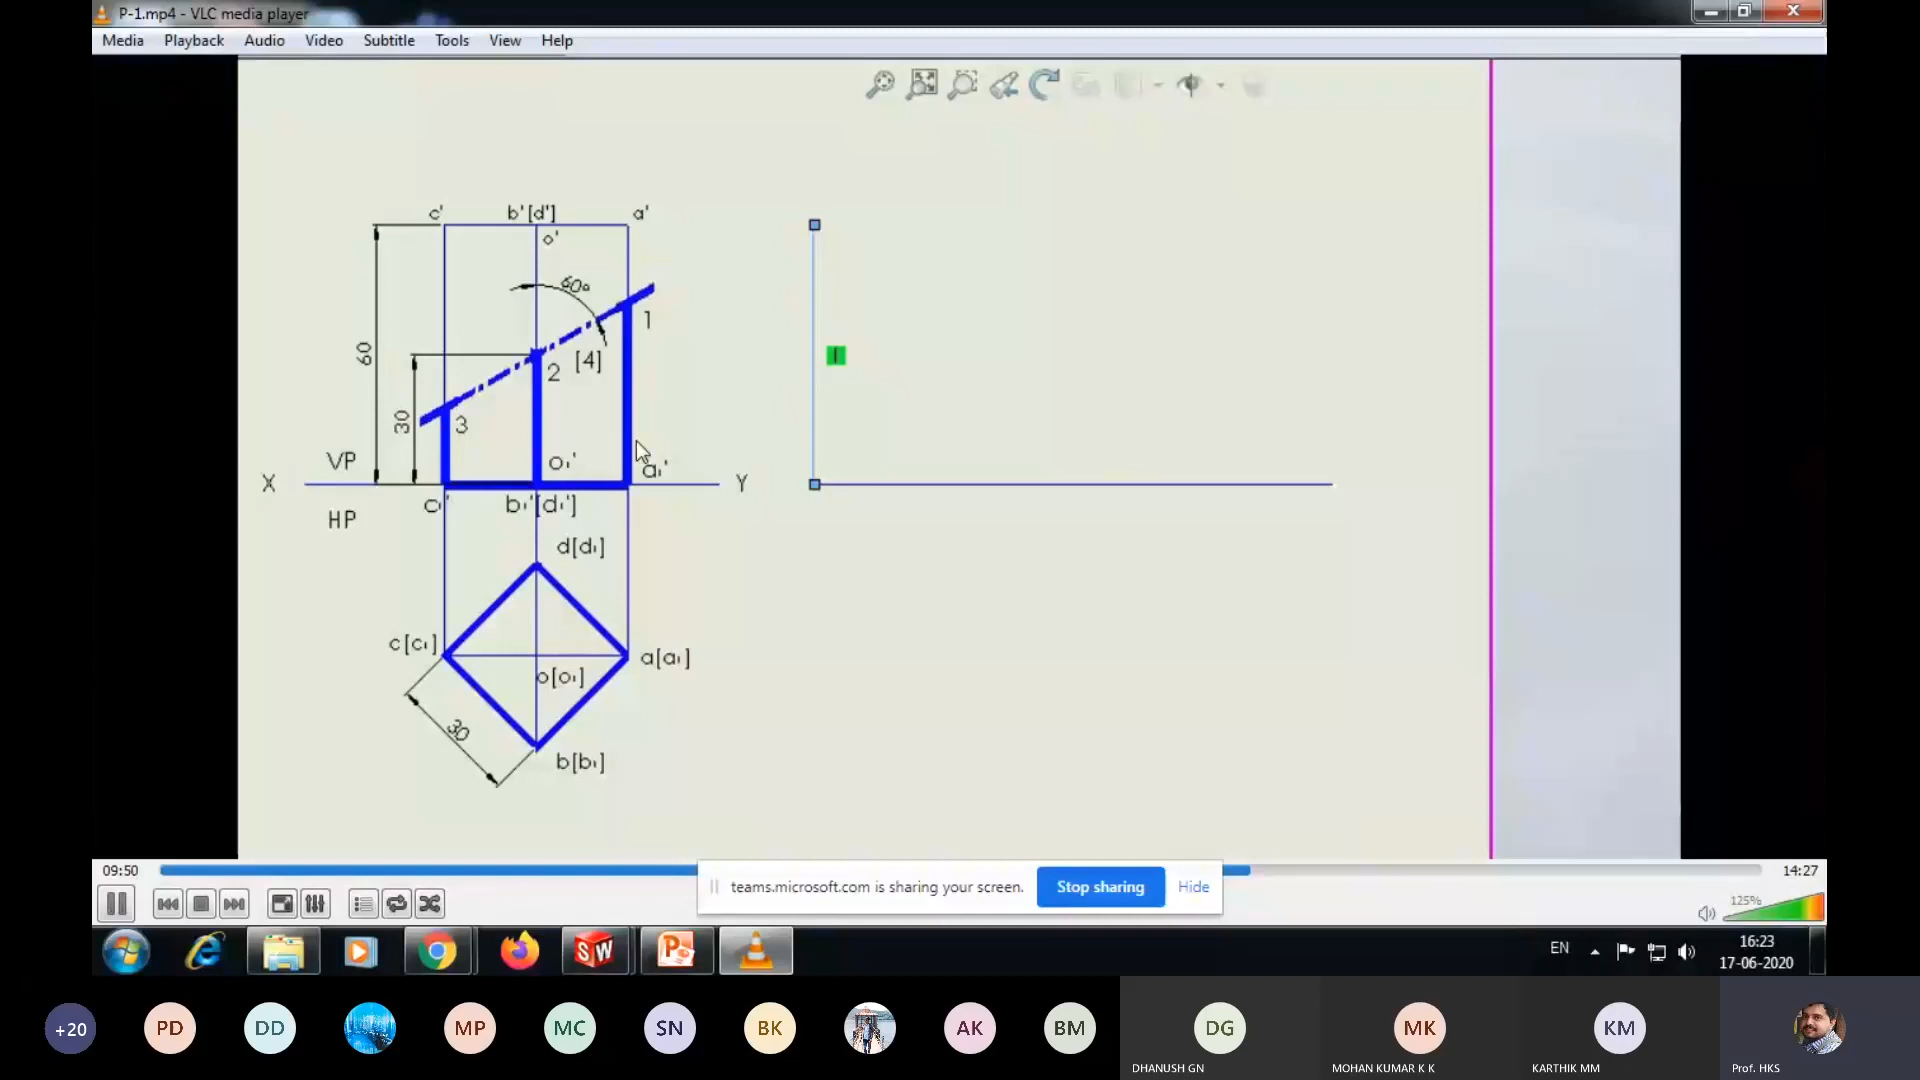 P-1.mp4 - VLC media player
Media Playback Audio Video Subtitle Tools View Help
c' b'[d'] a'
o'
60°
1
[4]
2
60
30
3
VP
o₁'
a₁'
X
Y
c₁' b₁'[d₁']
HP
d[d₁]
c[c₁]
a[a₁]
o[o₁]
30
b[b₁]
09:50
14:27
teams.microsoft.com is sharing your screen. Stop sharing Hide
125%
SW
P
EN
16:23
17-06-2020
+20 PD DD MP MC SN BK AK BM DG MK KM
DHANUSH GN MOHAN KUMAR K K KARTHIK MM Prof. HKS